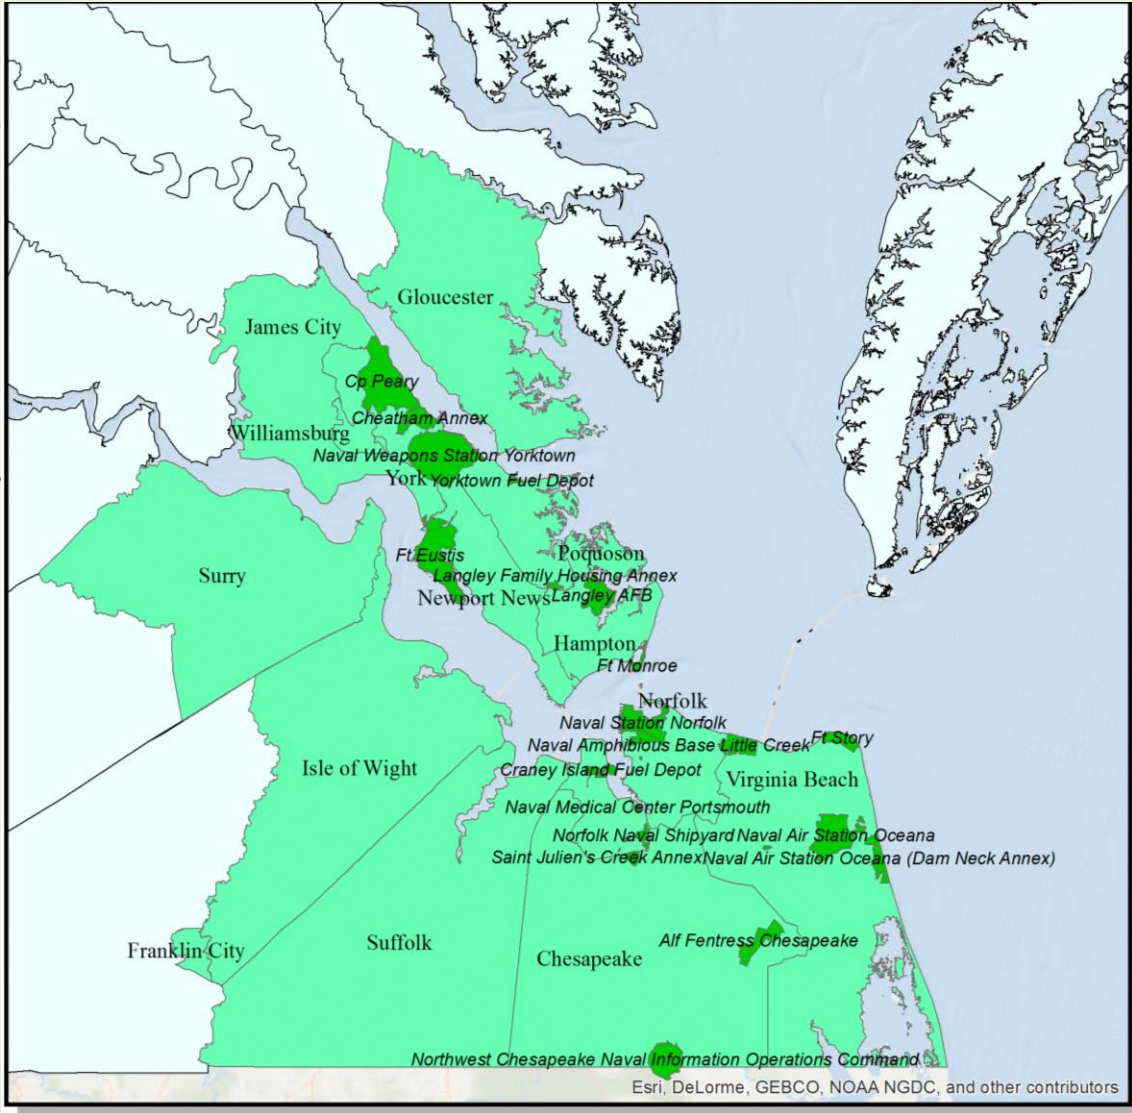 Gloucester
James City
Cp Peary
Cheatham Annex
Williamsburg
Naval Weapons Station Yorktown
York
Yorktown Fuel Depot
Ft Eustis
Poquoson
Surry
Langley Family Housing Annex
Newport News
Langley AFB
Hampton
Ft Monroe
Norfolk
Naval Station Norfolk
Ft Story
Naval Amphibious Base Little Creek
Isle of Wight
Craney Island Fuel Depot
Virginia Beach
Naval Medical Center Portsmouth
Norfolk Naval Shipyard
Naval Air Station Oceana
Saint Julien's Creek Annex
Naval Air Station Oceana (Dam Neck Annex)
Franklin City
Suffolk
Alf Fentress Chesapeake
Chesapeake
Northwest Chesapeake Naval Information Operations Command
Esri, DeLorme, GEBCO, NOAA NGDC, and other contributors